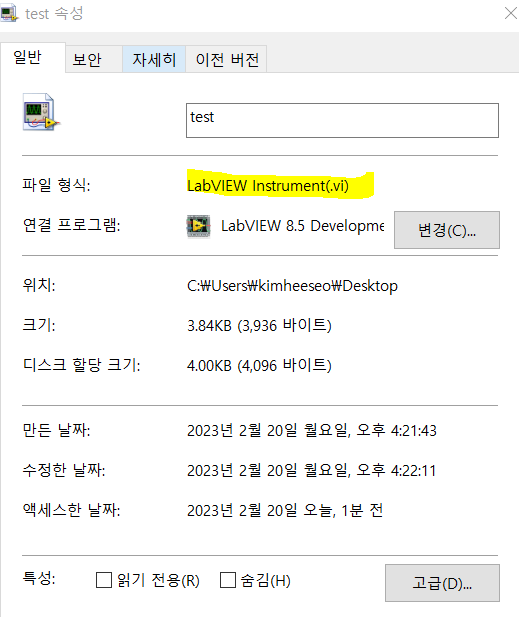 test 속성
일반 보안 자세히 이전 버전
test
파일 형식: LabVIEW Instrument(.vi)
연결 프로그램: LabVIEW 8.5 Developme 변경(C)...
위치: C:₩Users₩kimheeseo₩Desktop
크기: 3.84KB (3,936 바이트)
디스크 할당 크기: 4.00KB (4,096 바이트)
만든 날짜: 2023년 2월 20일 월요일, 오후 4:21:43
수정한 날짜: 2023년 2월 20일 월요일, 오후 4:22:11
액세스한 날짜: 2023년 2월 20일 오늘, 1분 전
특성: 읽기 전용(R) 숨김(H) 고급(D)...